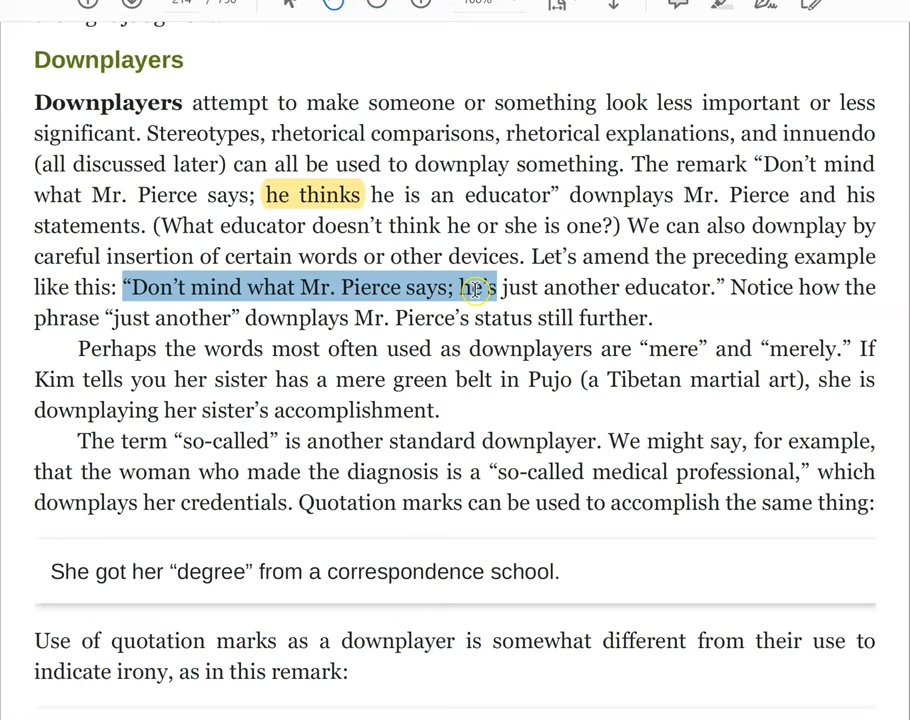 Downplayers
Downplayers attempt to make someone or something look less important or less
significant. Stereotypes, rhetorical comparisons, rhetorical explanations, and innuendo
(all discussed later) can all be used to downplay something. The remark “Don’t mind
what Mr. Pierce says; he thinks he is an educator” downplays Mr. Pierce and his
statements. (What educator doesn’t think he or she is one?) We can also downplay by
careful insertion of certain words or other devices. Let’s amend the preceding example
like this: “Don’t mind what Mr. Pierce says; he’s just another educator.” Notice how the
phrase “just another” downplays Mr. Pierce’s status still further.
Perhaps the words most often used as downplayers are “mere” and “merely.” If
Kim tells you her sister has a mere green belt in Pujo (a Tibetan martial art), she is
downplaying her sister’s accomplishment.
The term “so-called” is another standard downplayer. We might say, for example,
that the woman who made the diagnosis is a “so-called medical professional,” which
downplays her credentials. Quotation marks can be used to accomplish the same thing:
She got her “degree” from a correspondence school.
Use of quotation marks as a downplayer is somewhat different from their use to
indicate irony, as in this remark: